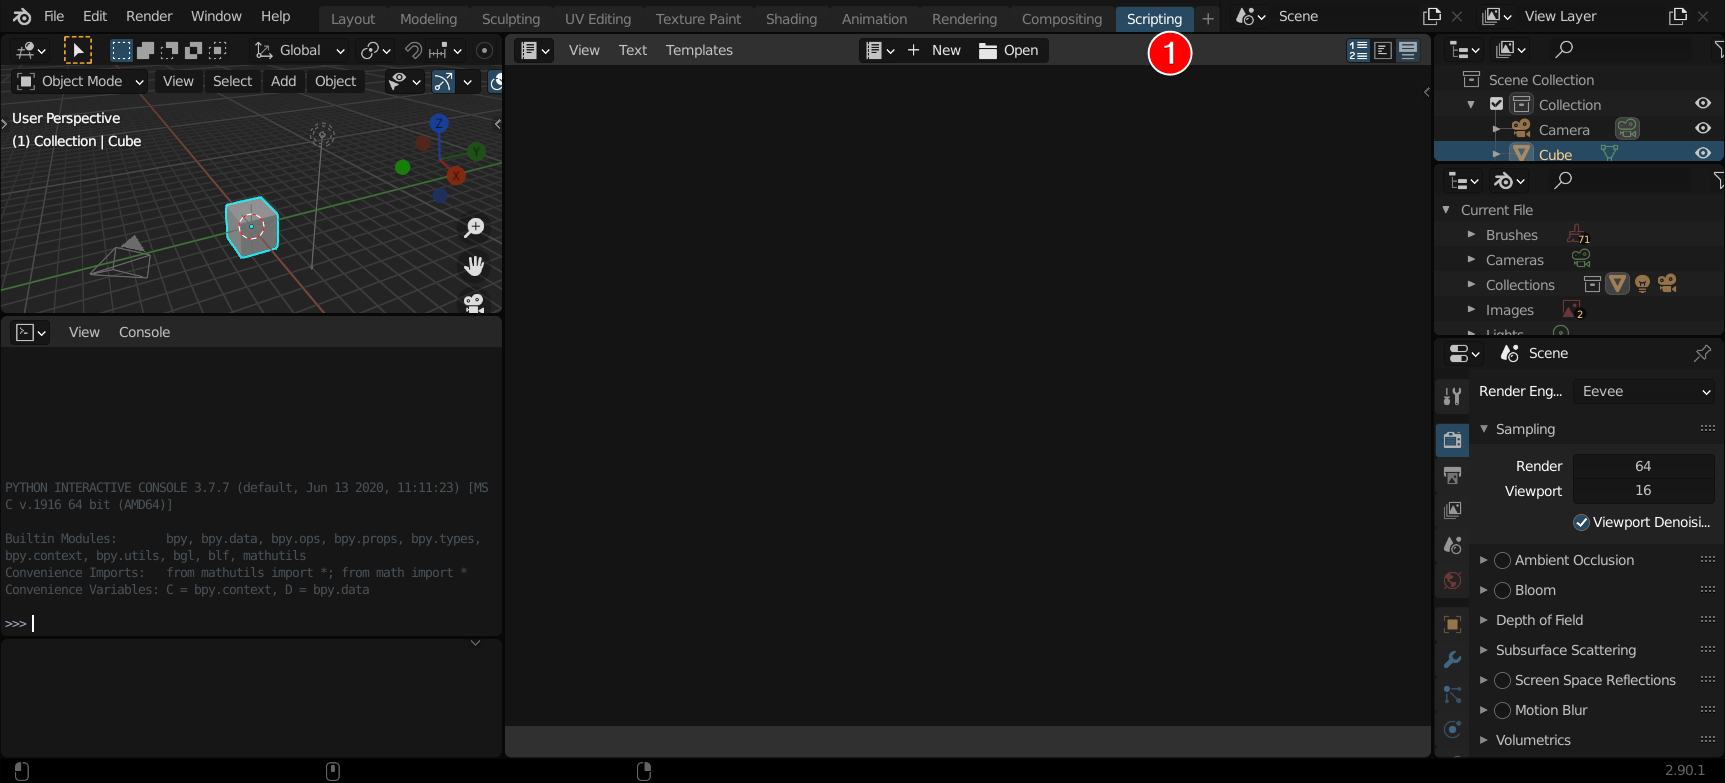 File Edit Render Window Help Layout Modeling Sculpting UV Editing Texture Paint Shading Animation Rendering Compositing Scripting + Scene View Layer
Global
Object Mode View Select Add Object
User Perspective
(1) Collection | Cube
Z
Y
X
View Console
PYTHON INTERACTIVE CONSOLE 3.7.7 (default, Jun 13 2020, 11:11:23) [MS
C v.1916 64 bit (AMD64)]
Builtin Modules: bpy, bpy.data, bpy.ops, bpy.props, bpy.types,
bpy.context, bpy.utils, bgl, blf, mathutils
Convenience Imports: from mathutils import *; from math import *
Convenience Variables: C = bpy.context, D = bpy.data
>>>
View Text Templates New Open
1
Scene Collection
Collection
Camera
Cube
Current File
Brushes 71
Cameras
Collections
Images 2
Lights
Scene
Render Eng... Eevee
Sampling
Render 64
Viewport 16
Viewport Denoisi...
Ambient Occlusion
Bloom
Depth of Field
Subsurface Scattering
Screen Space Reflections
Motion Blur
Volumetrics
2.90.1